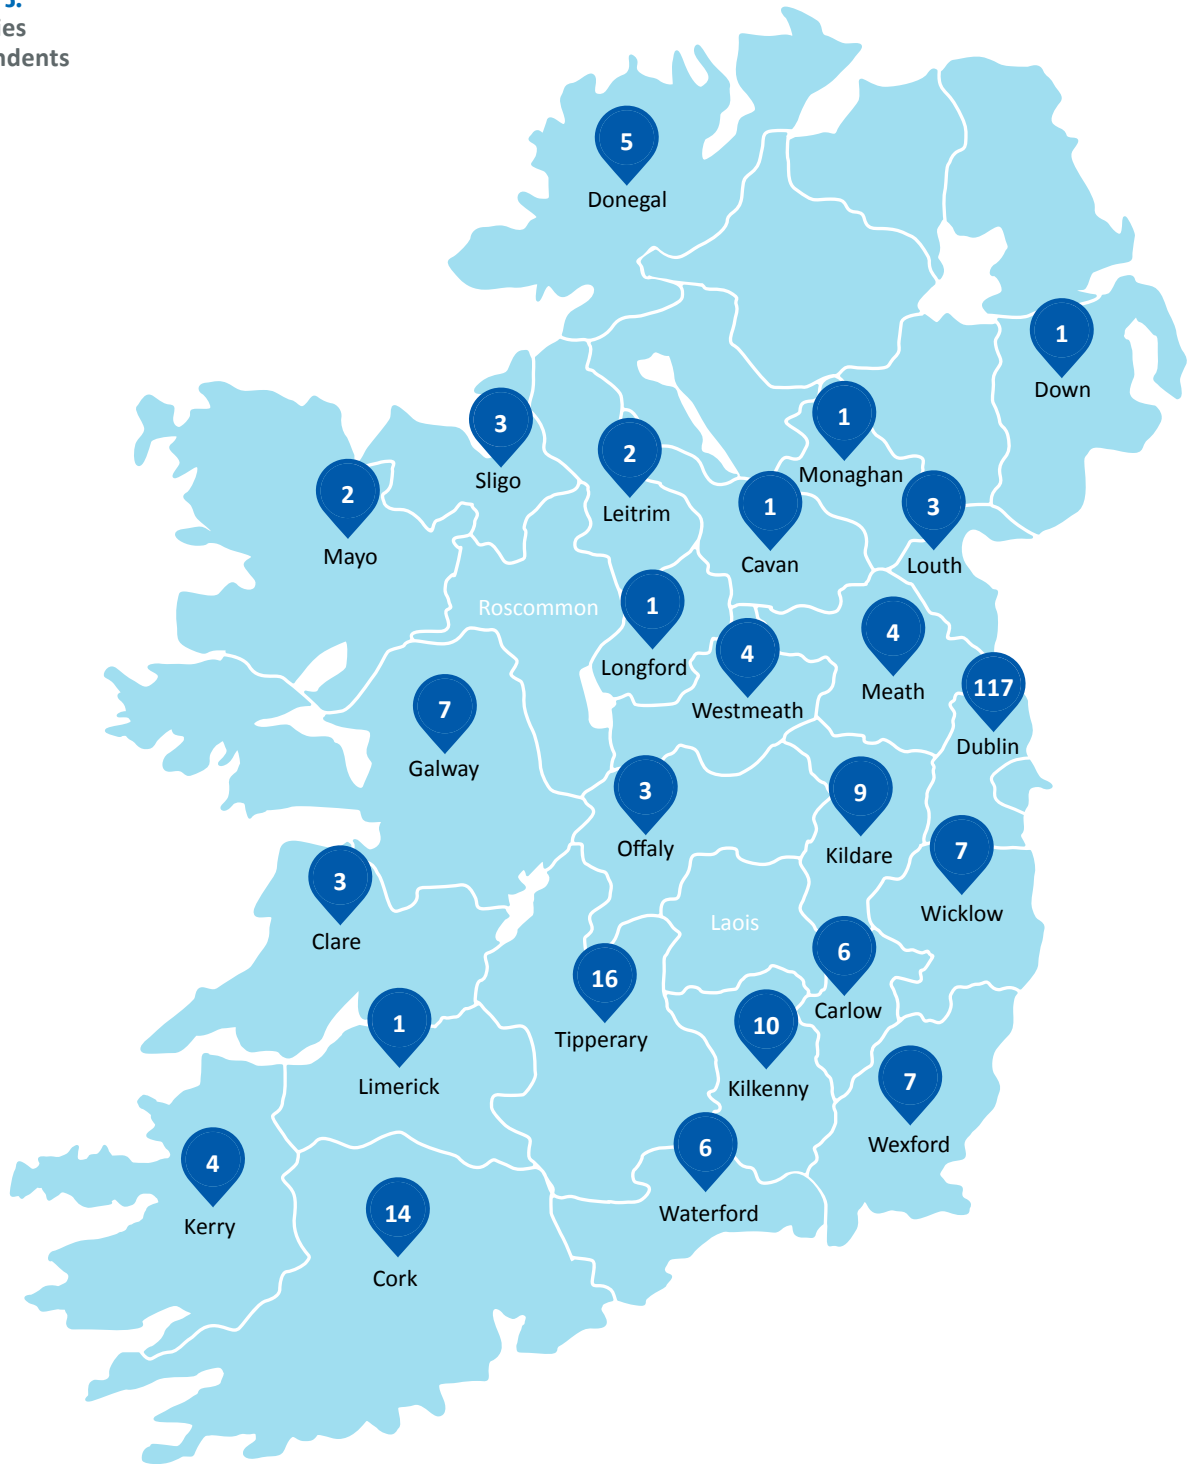 5
Donegal
1
Down
3
Sligo
1
Monaghan
2
Leitrim
2
Mayo
1
Cavan
3
Louth
Roscommon
1
Longford
4
Westmeath
4
Meath
117
Dublin
7
Galway
3
Offaly
9
Kildare
7
Wicklow
3
Clare
Laois
6
Carlow
16
Tipperary
10
Kilkenny
1
Limerick
7
Wexford
6
Waterford
4
Kerry
14
Cork